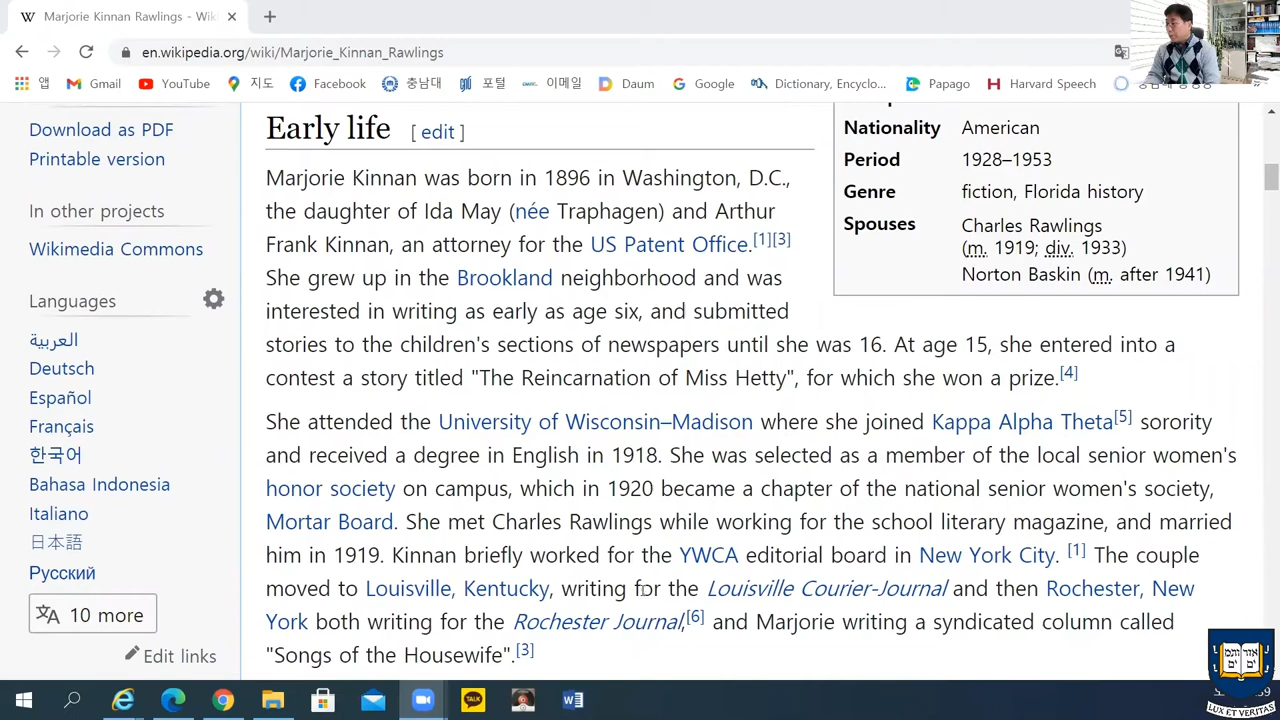 Marjorie Kinnan Rawlings - Wiki
en.wikipedia.org/wiki/Marjorie_Kinnan_Rawlings
앱 Gmail YouTube 지도 Facebook 충남대 포털 이메일 Daum Google Dictionary, Encyclo... Papago Harvard Speech
Download as PDF
Printable version
In other projects
Wikimedia Commons
Languages
العربية
Deutsch
Español
Français
한국어
Bahasa Indonesia
Italiano
日本語
Русский
10 more
Edit links
Early life [ edit ]
Marjorie Kinnan was born in 1896 in Washington, D.C.,
the daughter of Ida May (née Traphagen) and Arthur
Frank Kinnan, an attorney for the US Patent Office.[1][3]
She grew up in the Brookland neighborhood and was
interested in writing as early as age six, and submitted
stories to the children's sections of newspapers until she was 16. At age 15, she entered into a
contest a story titled "The Reincarnation of Miss Hetty", for which she won a prize.[4]
She attended the University of Wisconsin–Madison where she joined Kappa Alpha Theta[5] sorority
and received a degree in English in 1918. She was selected as a member of the local senior women's
honor society on campus, which in 1920 became a chapter of the national senior women's society,
Mortar Board. She met Charles Rawlings while working for the school literary magazine, and married
him in 1919. Kinnan briefly worked for the YWCA editorial board in New York City. [1] The couple
moved to Louisville, Kentucky, writing for the Louisville Courier-Journal and then Rochester, New
York both writing for the Rochester Journal,[6] and Marjorie writing a syndicated column called
"Songs of the Housewife".[3]
Nationality American
Period 1928–1953
Genre fiction, Florida history
Spouses Charles Rawlings
(m. 1919; div. 1933)
Norton Baskin (m. after 1941)
TALK
LUX ET VERITAS